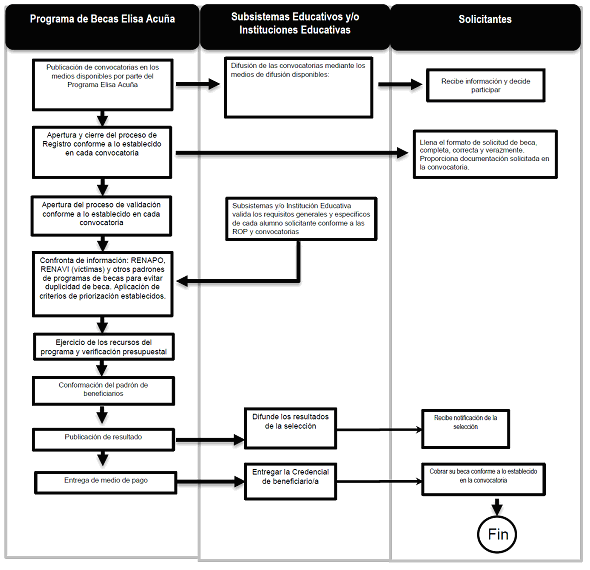 Programa de Becas Elisa Acuña
Subsistemas Educativos y/o
Instituciones Educativas
Solicitantes
Publicación de convocatorias en los
medios disponibles por parte del
Programa Elisa Acuña
Difusión de las convocatorias mediante los
medios de difusión disponibles:
Recibe información y decide
participar
Apertura y cierre del proceso de
Registro conforme a lo establecido
en cada convocatoria
Llena el formato de solicitud de beca,
completa, correcta y verazmente.
Proporciona documentación solicitada en
la convocatoria.
Apertura del proceso de validación
conforme a lo establecido en cada
convocatoria
Subsistemas y/o Institución Educativa
valida los requisitos generales y especificos
de cada alumno solicitante conforme a las
ROP y convocatorias
Confronta de información: RENAPO,
RENAVI (víctimas) y otros padrones
de programas de becas para evitar
duplicidad de beca. Aplicación de
criterios de priorización establecidos.
Ejercicio de los recursos del
programa y verificación presupuestal
Conformación del padrón de
beneficiarios
Publicación de resultado
Difunde los resultados
de la selección
Recibe notificación de la
selección
Entrega de medio de pago
Entregar la Credencial
de beneficiario/a
Cobrar su beca conforme a lo establecido
en la convocatoria
Fin